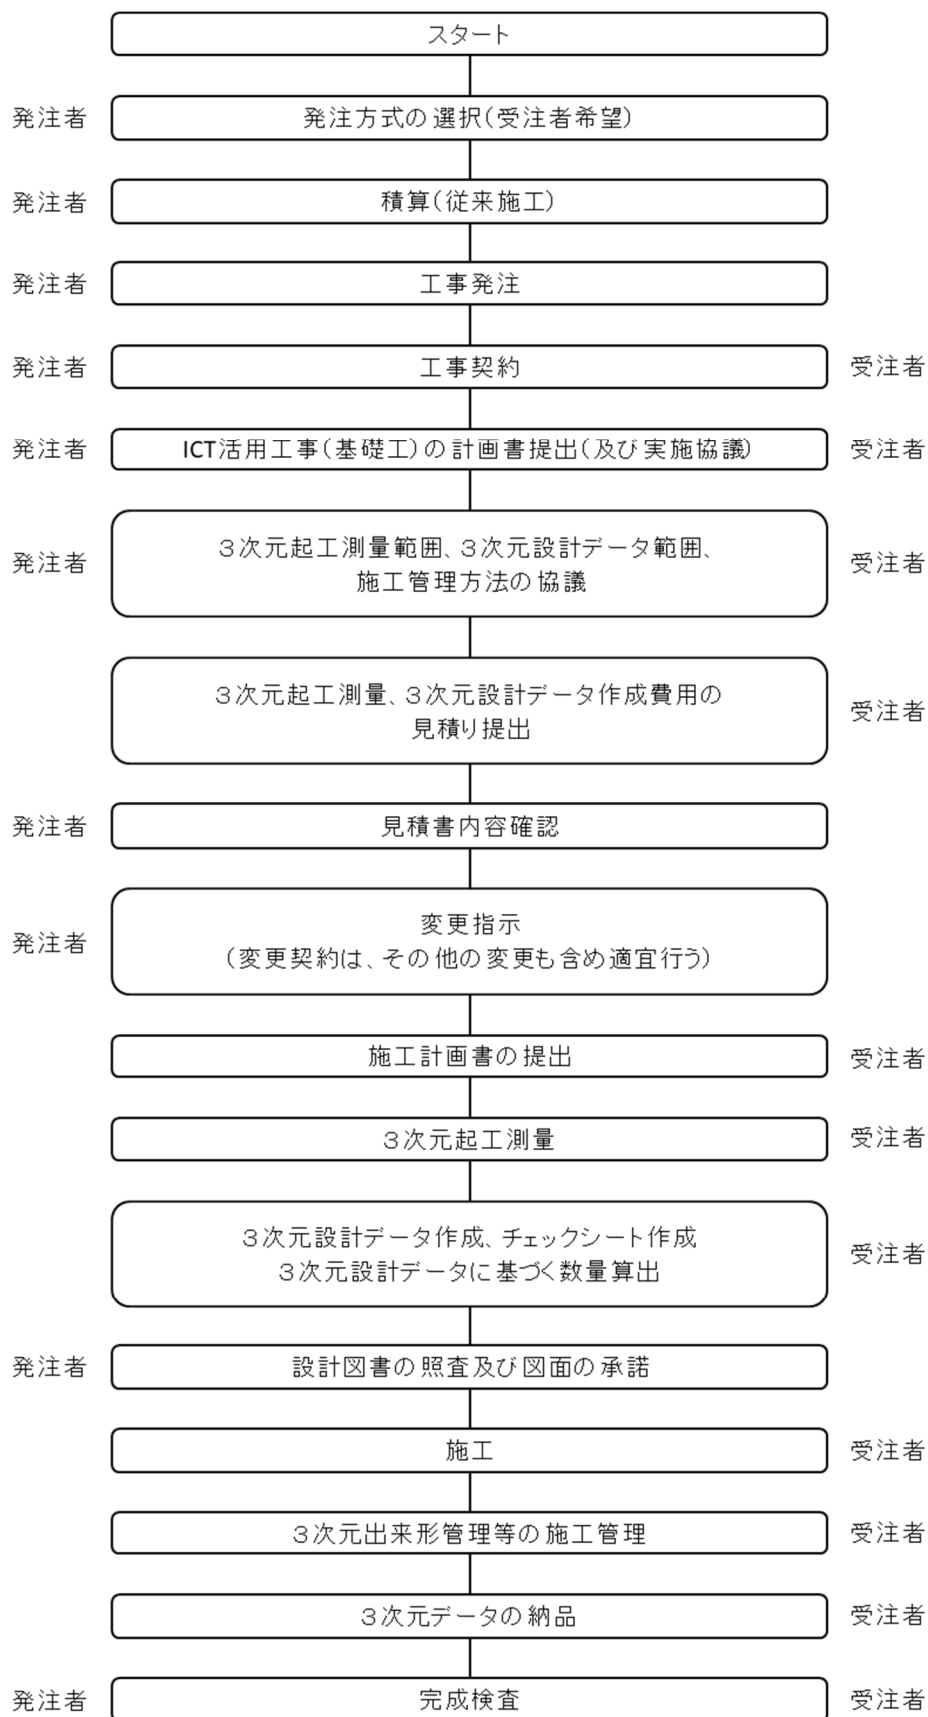 スタート
発注者
発注方式の選択(受注者希望)
発注者
積算(従来施工)
発注者
工事発注
発注者
工事契約
受注者
発注者
ICT活用工事(基礎工)の計画書提出(及び実施協議)
受注者
発注者
3次元起工測量範囲、3次元設計データ範囲、
施工管理方法の協議
受注者
3次元起工測量、3次元設計データ作成費用の
見積り提出
受注者
発注者
見積書内容確認
発注者
変更指示
(変更契約は、その他の変更も含め適宜行う)
施工計画書の提出
受注者
3次元起工測量
受注者
3次元設計データ作成、チェックシート作成
3次元設計データに基づく数量算出
受注者
発注者
設計図書の照査及び図面の承諾
施工
受注者
3次元出来形管理等の施工管理
受注者
3次元データの納品
受注者
発注者
完成検査
受注者